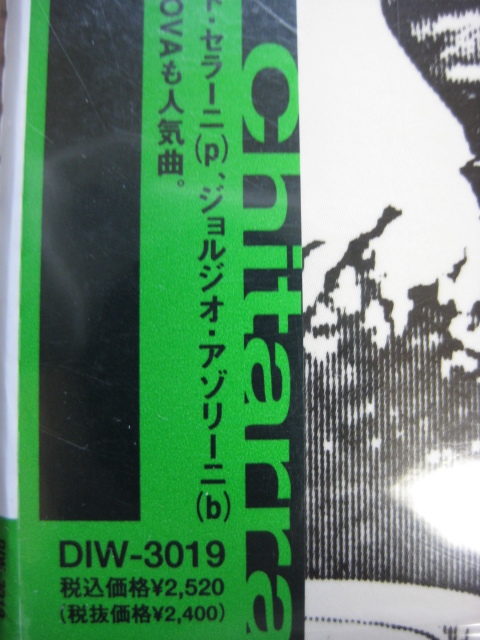 chitarra
ド・セラーニ(p)、ジョルジオ・アゾリーニ(b)
OVAも人気曲。
DIW-3019
税込価格¥2,520
(税抜価格¥2,400)